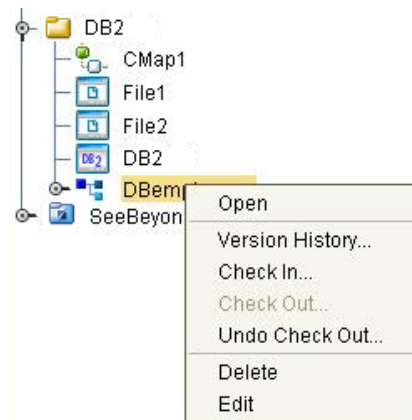 DB2
CMap1
File1
File2
DB2
DB2
Open
Version History...
Check In...
Check Out...
Undo Check Out...
Delete
Edit